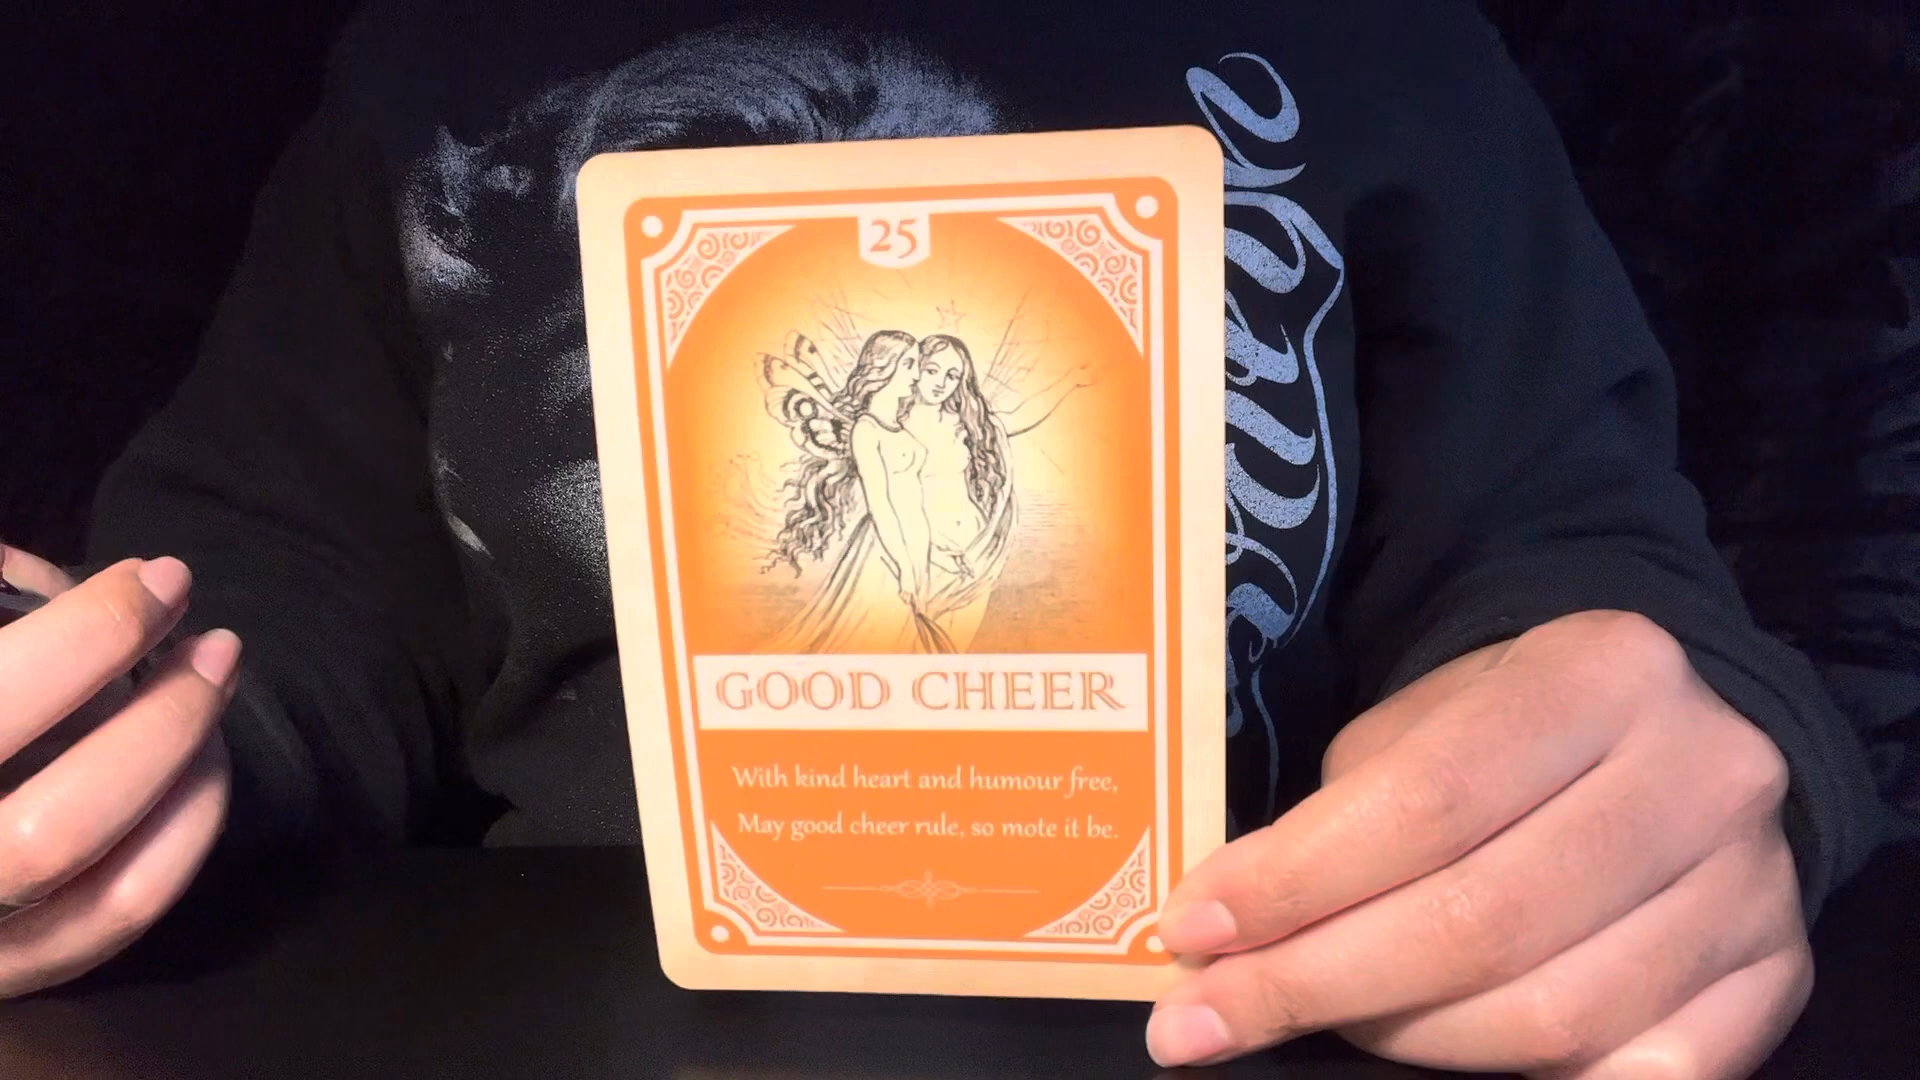 25
GOOD CHEER
With kind heart and humour free,
May good cheer rule, so mote it be.